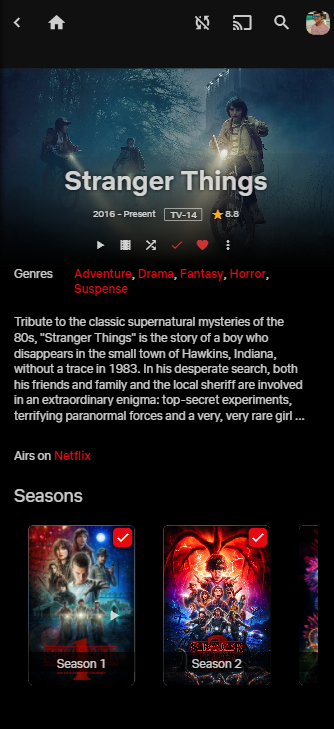 Stranger Things
2016 - Present TV-14 8.8
Genres Adventure, Drama, Fantasy, Horror,
Suspense
Tribute to the classic supernatural mysteries of the
80s, "Stranger Things" is the story of a boy who
disappears in the small town of Hawkins, Indiana,
without a trace in 1983. In his desperate search, both
his friends and family and the local sheriff are involved
in an extraordinary enigma: top-secret experiments,
terrifying paranormal forces and a very, very rare girl ...
Airs on Netflix
Seasons
Season 1
Season 2